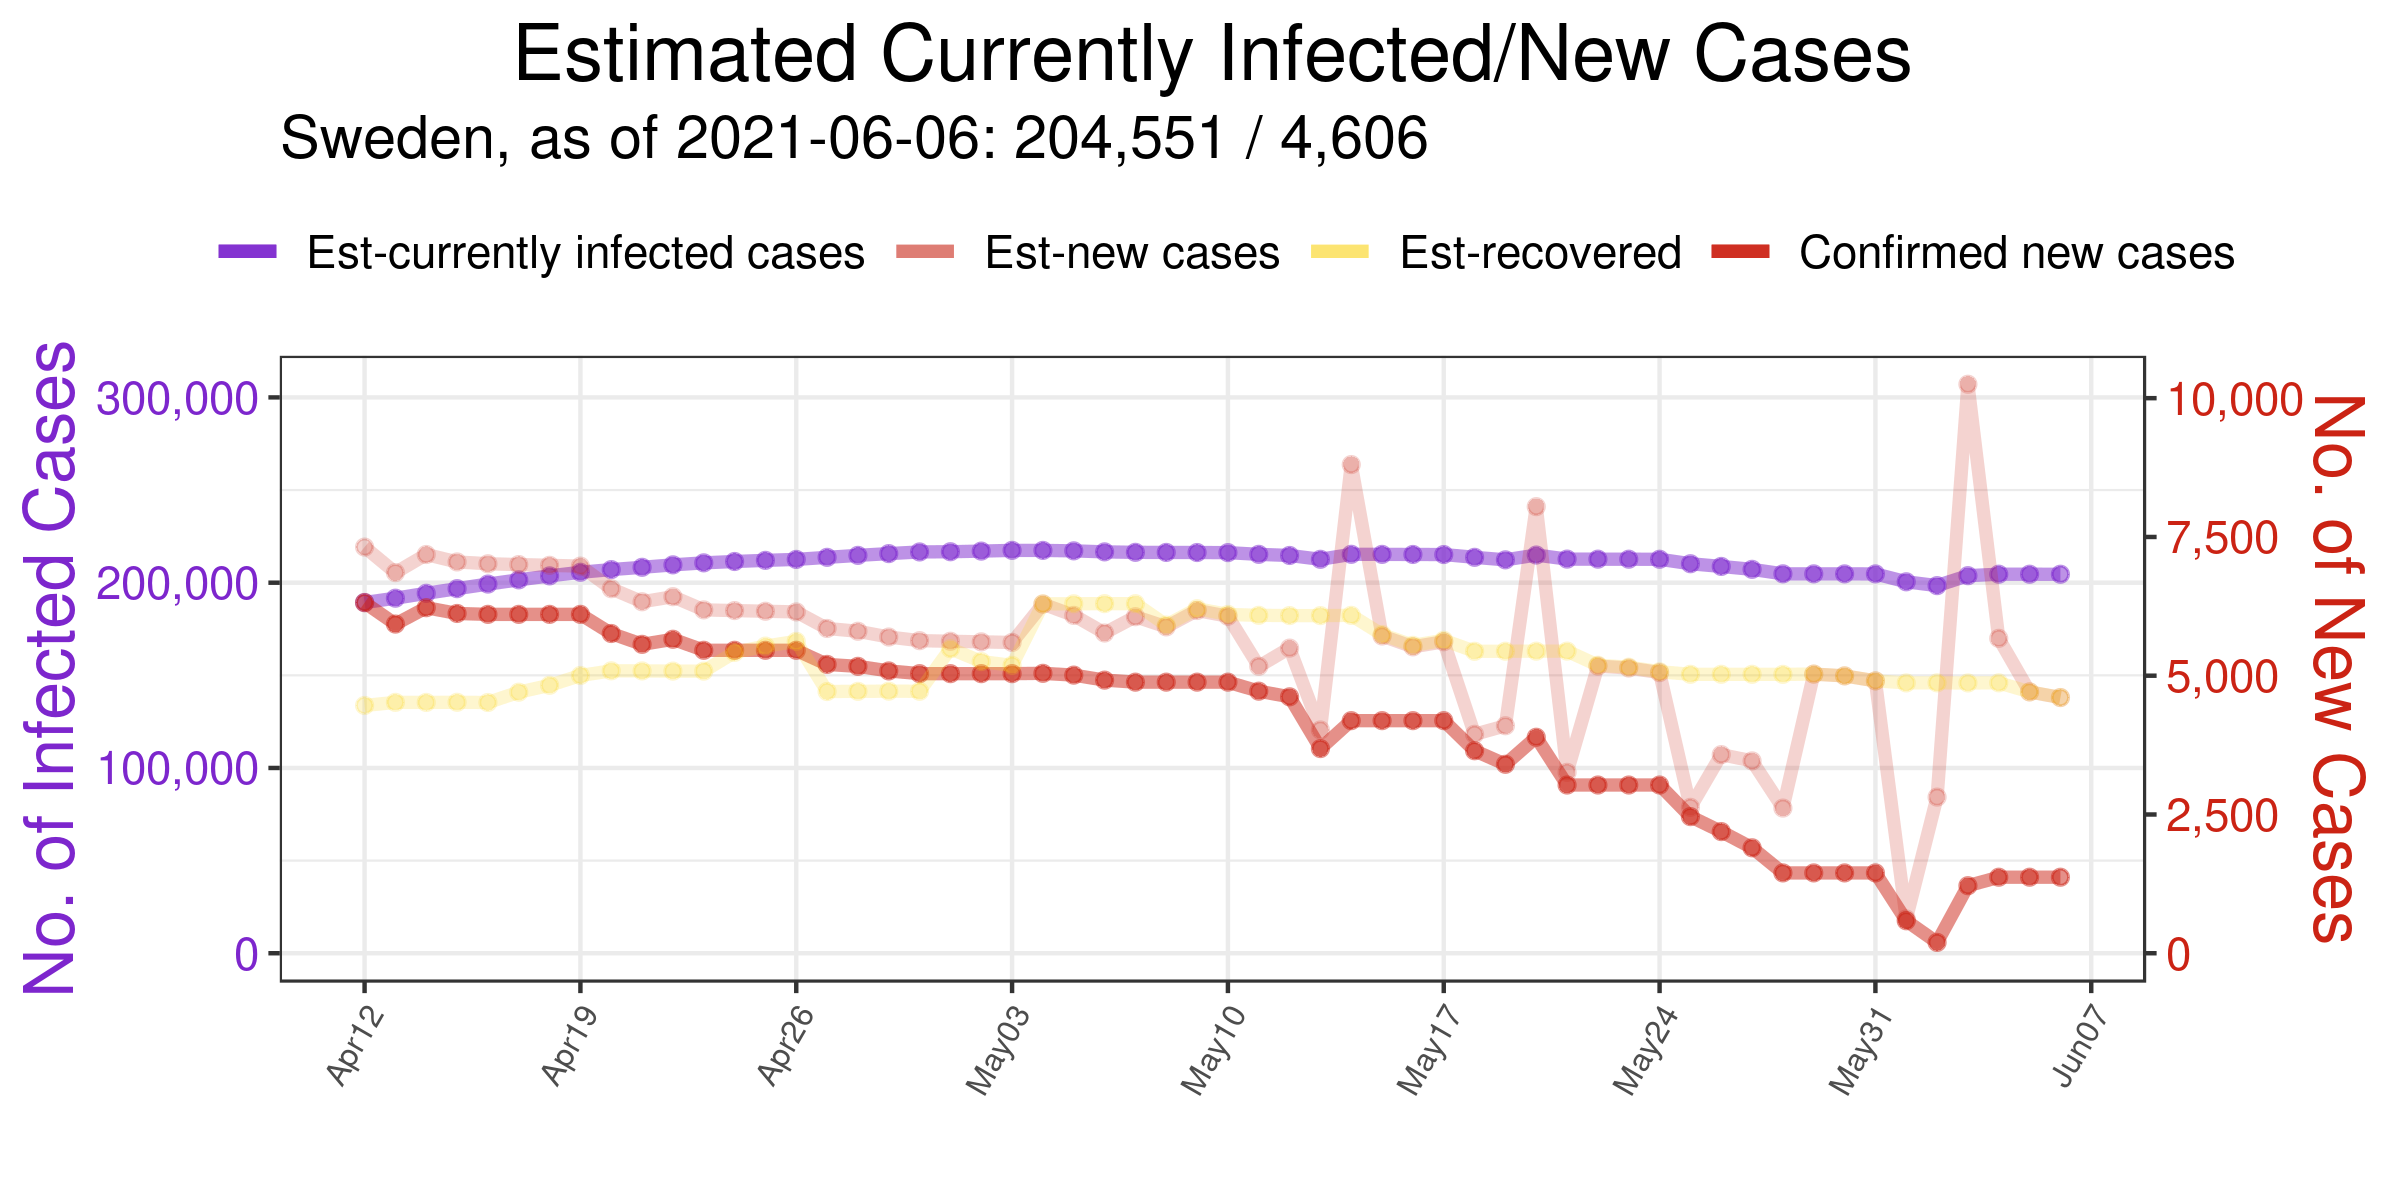 Estimated Currently Infected/New Cases
Sweden, as of 2021-06-06: 204,551 / 4,606
Est-currently infected cases Est-new cases Est-recovered Confirmed new cases
No. of Infected Cases
300,000
200,000
100,000
0
10,000
7,500
5,000
2,500
0
No. of New Cases
Apr12 Apr19 Apr26 May03 May10 May17 May24 May31 Jun07